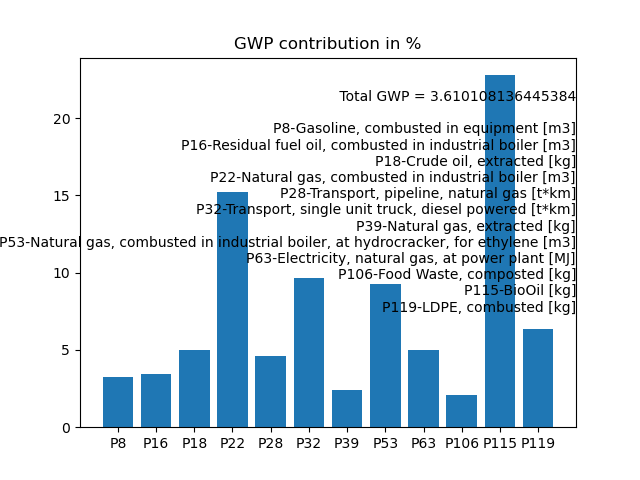 GWP contribution in %
Total GWP = 3.610108136445384
P8-Gasoline, combusted in equipment [m3]
P16-Residual fuel oil, combusted in industrial boiler [m3]
P18-Crude oil, extracted [kg]
P22-Natural gas, combusted in industrial boiler [m3]
P28-Transport, pipeline, natural gas [t*km]
P32-Transport, single unit truck, diesel powered [t*km]
P39-Natural gas, extracted [kg]
P53-Natural gas, combusted in industrial boiler, at hydrocracker, for ethylene [m3]
P63-Electricity, natural gas, at power plant [MJ]
P106-Food Waste, composted [kg]
P115-BioOil [kg]
P119-LDPE, combusted [kg]
20
15
10
5
0
P8 P16 P18 P22 P28 P32 P39 P53 P63 P106 P115 P119